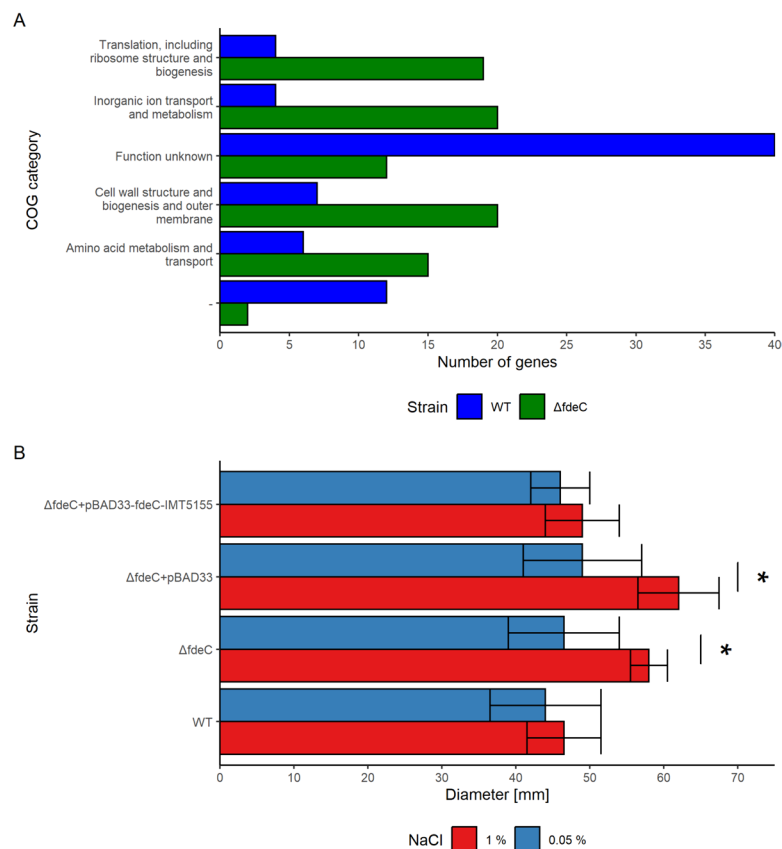 A
Translation, including
ribosome structure and
biogenesis
Inorganic ion transport
and metabolism
Function unknown
Cell wall structure and
biogenesis and outer
membrane
Amino acid metabolism and
transport
-
COG category
0 5 10 15 20 25 30 35 40
Number of genes
Strain WT ΔfdeC
B
ΔfdeC+pBAD33-fdeC-IMT5155
ΔfdeC+pBAD33
*
ΔfdeC
*
WT
Strain
0 10 20 30 40 50 60 70
Diameter [mm]
NaCl 1 % 0.05 %